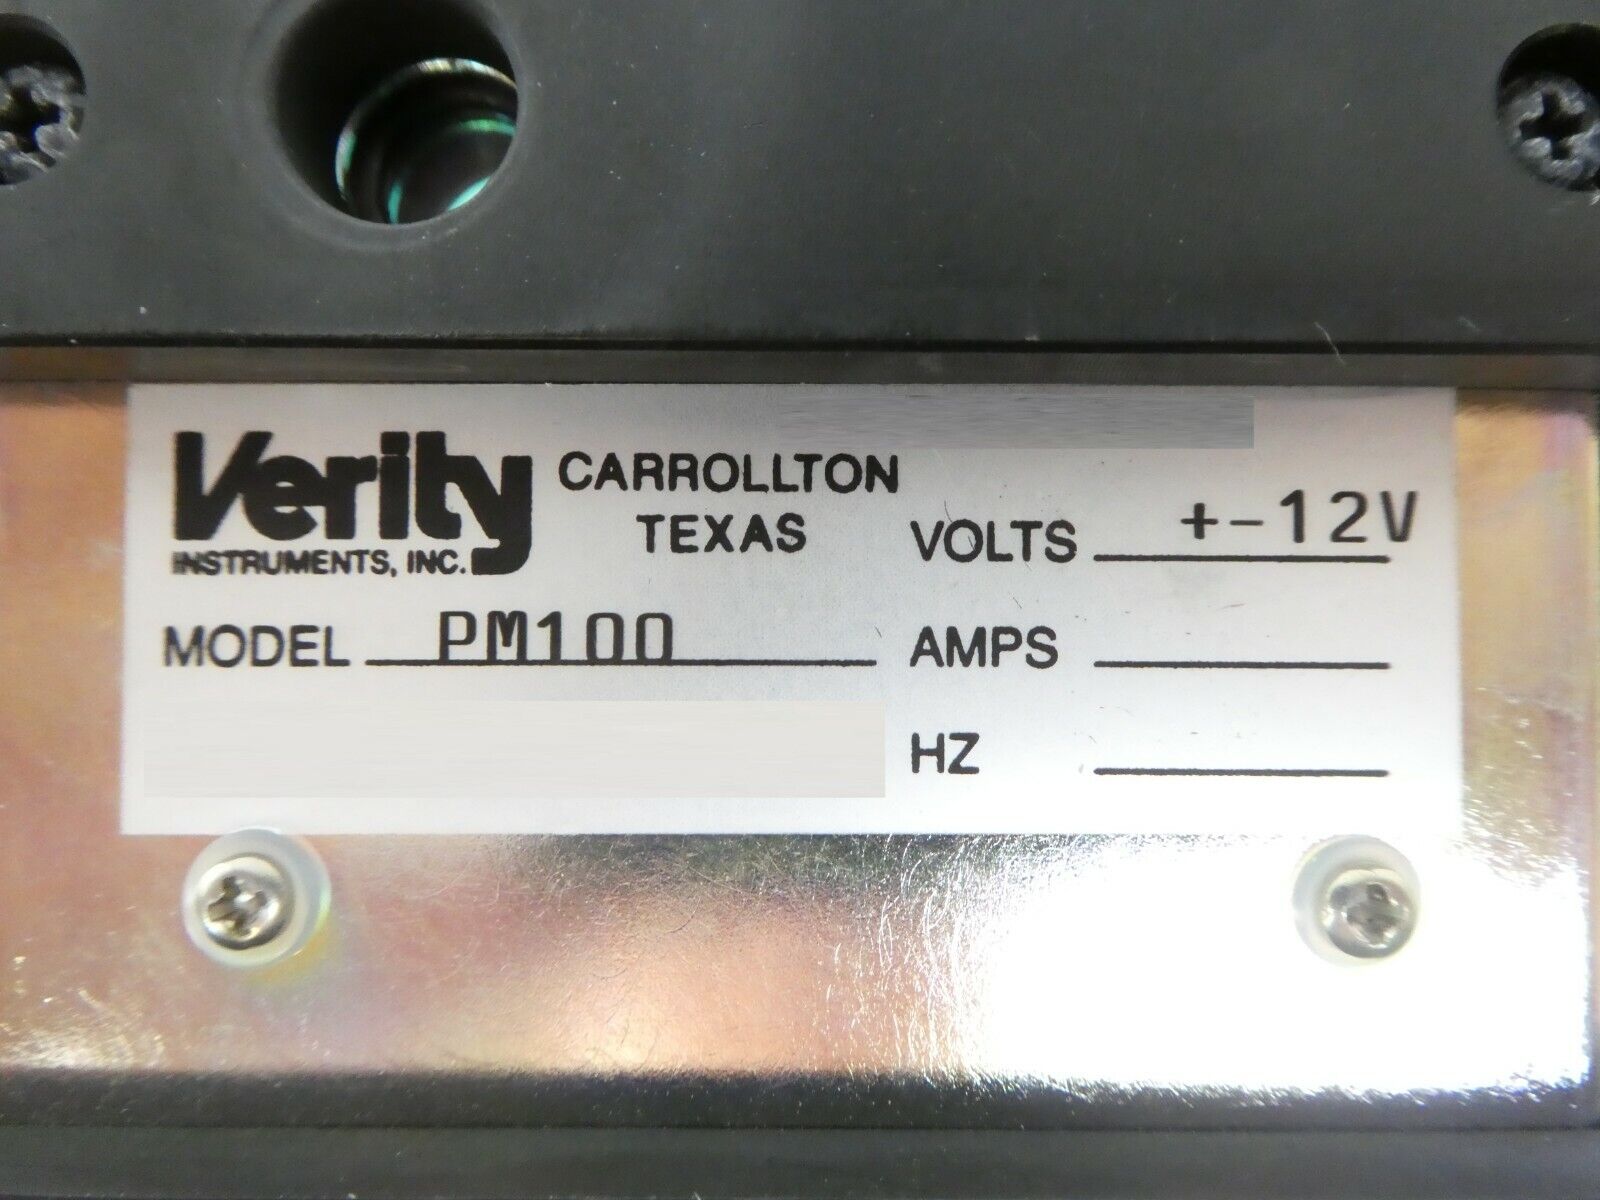 Verity
INSTRUMENTS, INC.
CARROLLTON
TEXAS
VOLTS +-12V
MODEL PM100
AMPS
HZ